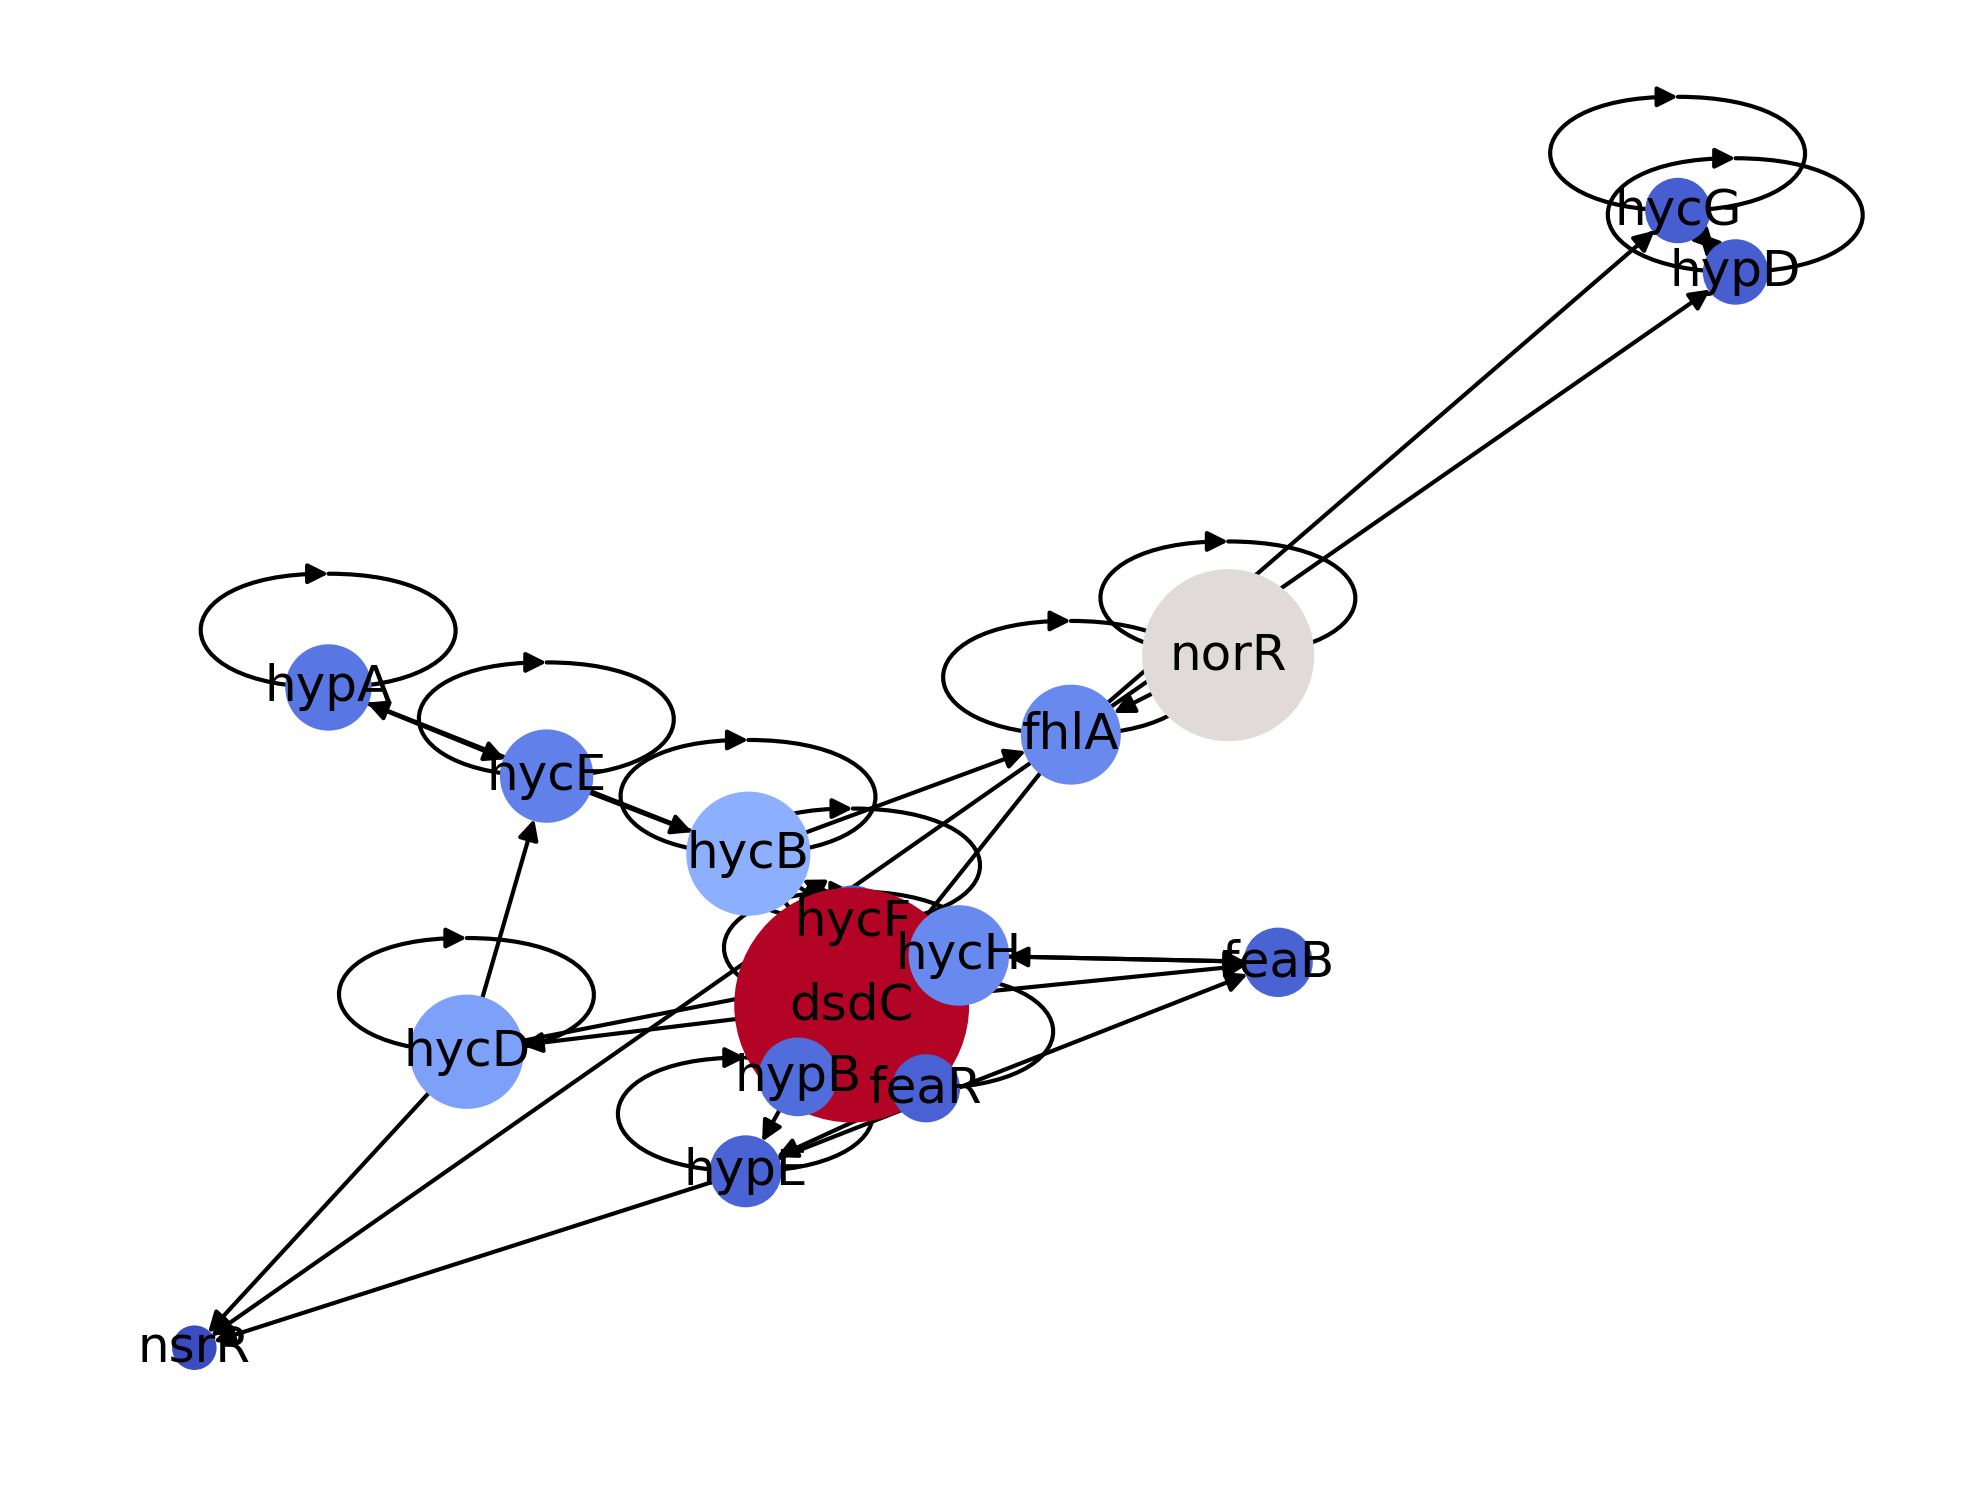 hycG
hypD
norR
hypA
fhlA
hycE
hycB
hycF
hycH
feaB
dsdC
hycD
hypB
feaR
hypE
nsrR